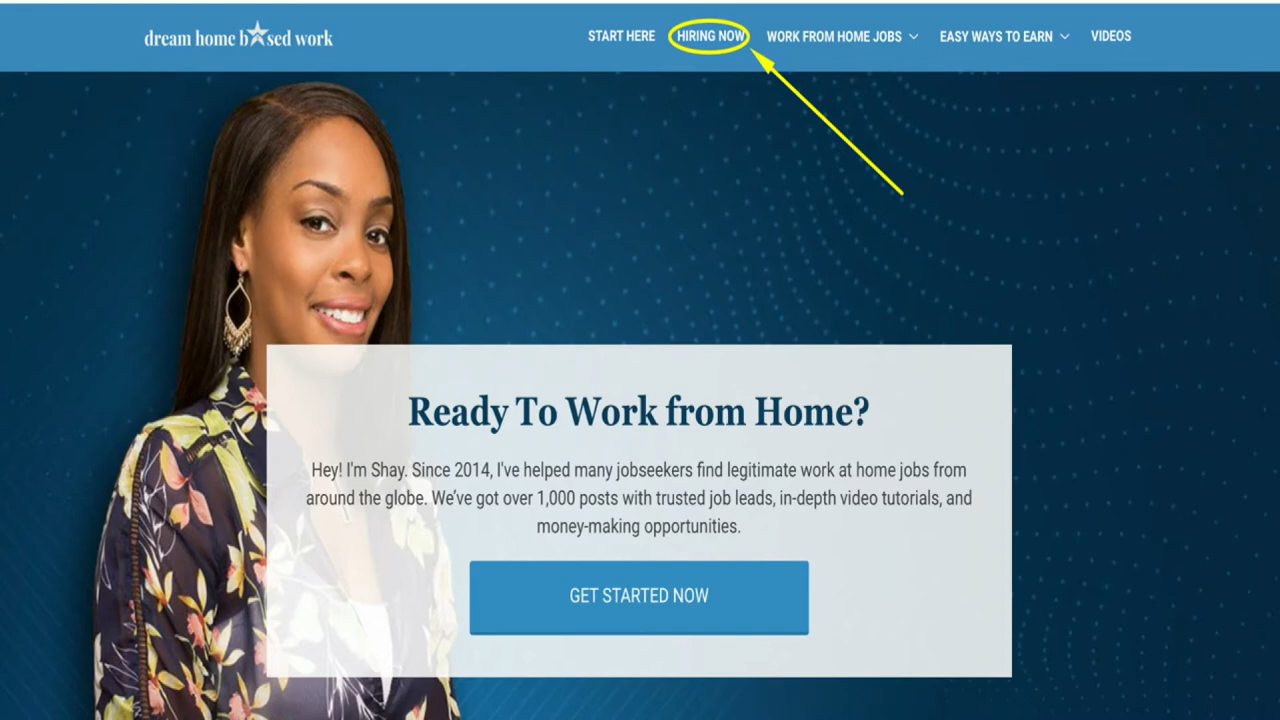 dream home based work
START HERE
HIRING NOW
WORK FROM HOME JOBS
EASY WAYS TO EARN
VIDEOS
Ready To Work from Home?
Hey! I'm Shay. Since 2014, I've helped many jobseekers find legitimate work at home jobs from
around the globe. We've got over 1,000 posts with trusted job leads, in-depth video tutorials, and
money-making opportunities.
GET STARTED NOW